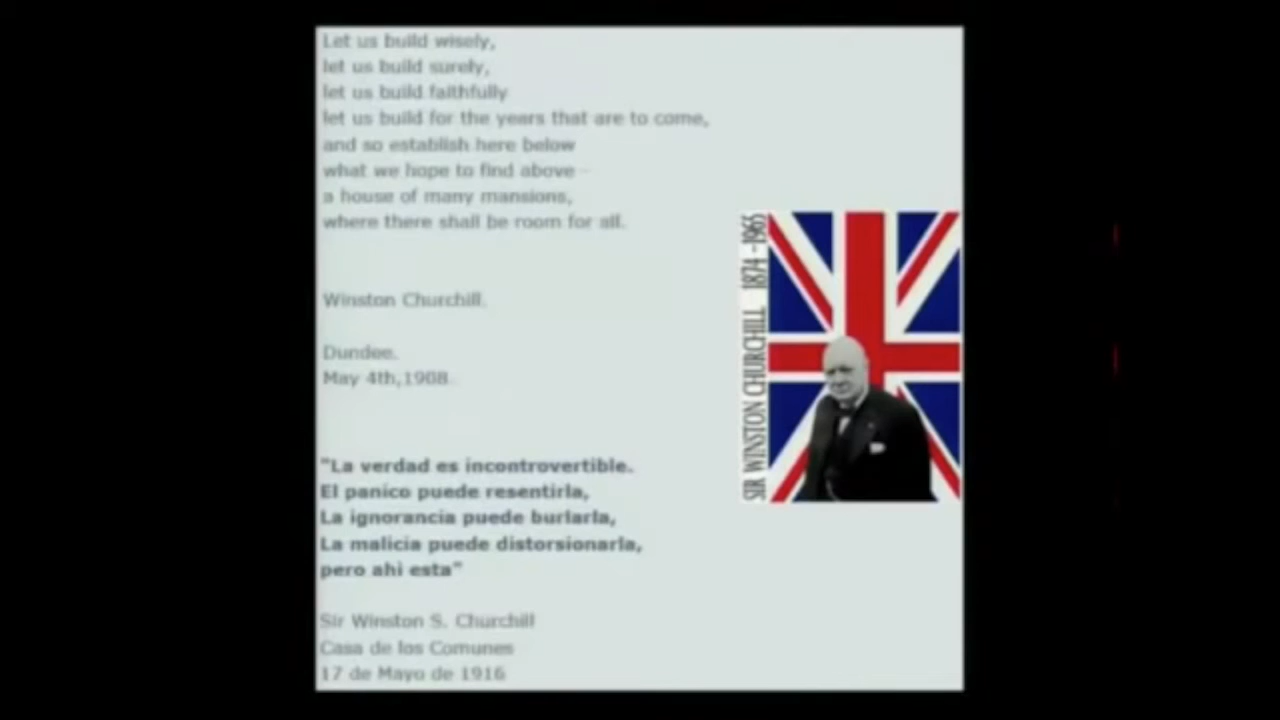 Let us build wisely,
let us build surely,
let us build faithfully
let us build for the years that are to come,
and so establish here below
what we hope to find above -
a house of many mansions,
where there shall be room for all.
Winston Churchill.
Dundee.
May 4th,1908.
SIR WINSTON CHURCHILL 1874 -1965
"La verdad es incontrovertible.
El panico puede resentirla,
La ignorancia puede burlarla,
La malicia puede distorsionarla,
pero ahi esta"
Sir Winston S. Churchill
Casa de los Comunes
17 de Mayo de 1916